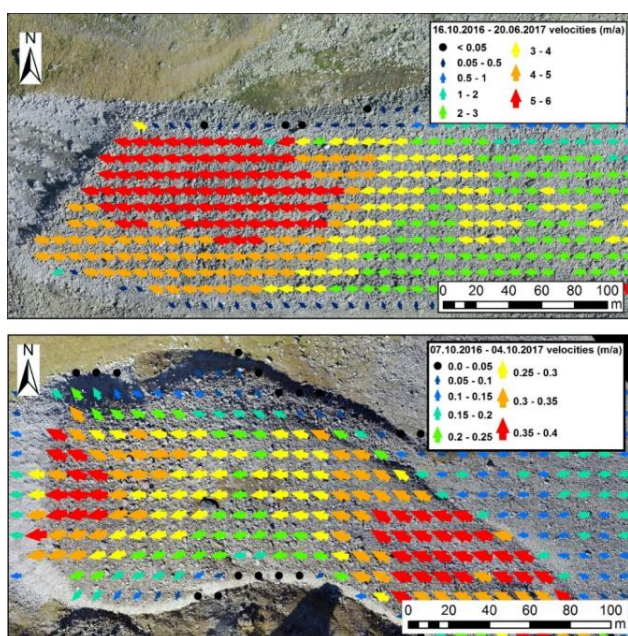 16.10.2016 - 20.06.2017 velocities (m/a)
< 0.05
0.05 - 0.5
0.5 - 1
1 - 2
2 - 3
3 - 4
4 - 5
5 - 6
N
0 20 40 60 80 100
m
07.10.2016 - 04.10.2017 velocities (m/a)
0.0 - 0.05
0.05 - 0.1
0.1 - 0.15
0.15 - 0.2
0.2 - 0.25
0.25 - 0.3
0.3 - 0.35
0.35 - 0.4
N
0 20 40 60 80 100
m